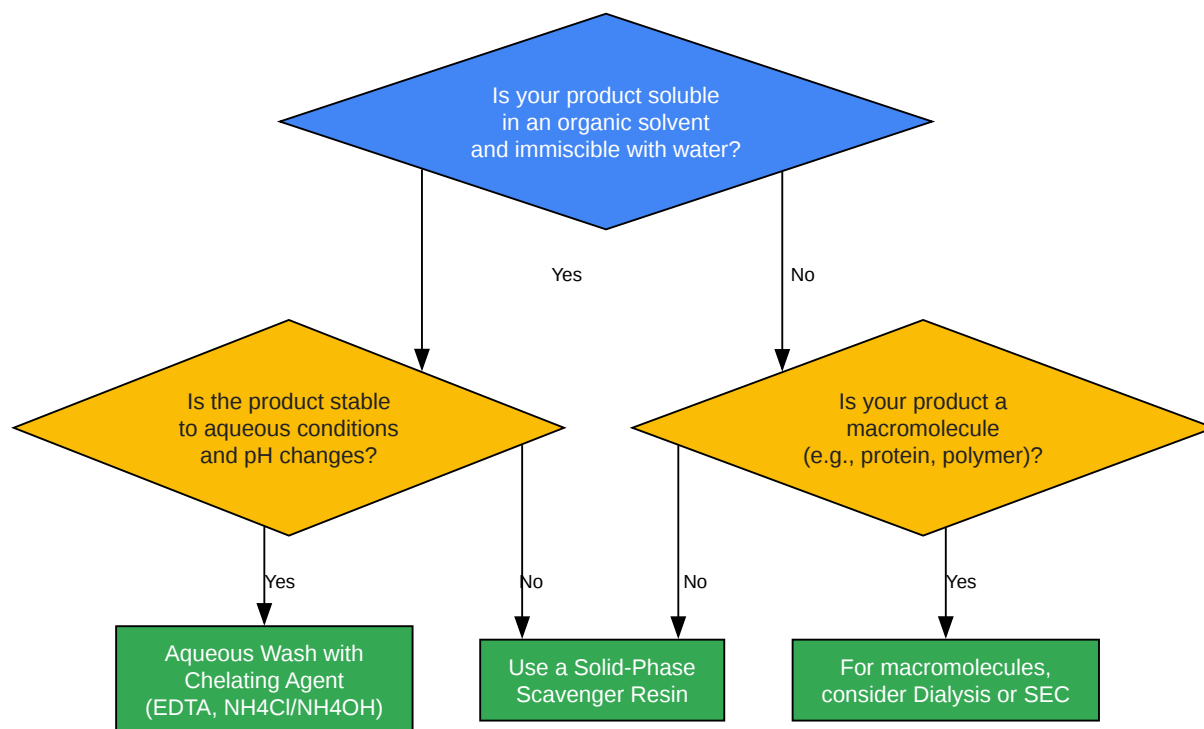 Is your product soluble
in an organic solvent
and immiscible with water?
Yes
No
Is the product stable
to aqueous conditions
and pH changes?
Is your product a
macromolecule
(e.g., protein, polymer)?
Yes
No
No
Yes
Aqueous Wash with
Chelating Agent
(EDTA, NH4Cl/NH4OH)
Use a Solid-Phase
Scavenger Resin
For macromolecules,
consider Dialysis or SEC